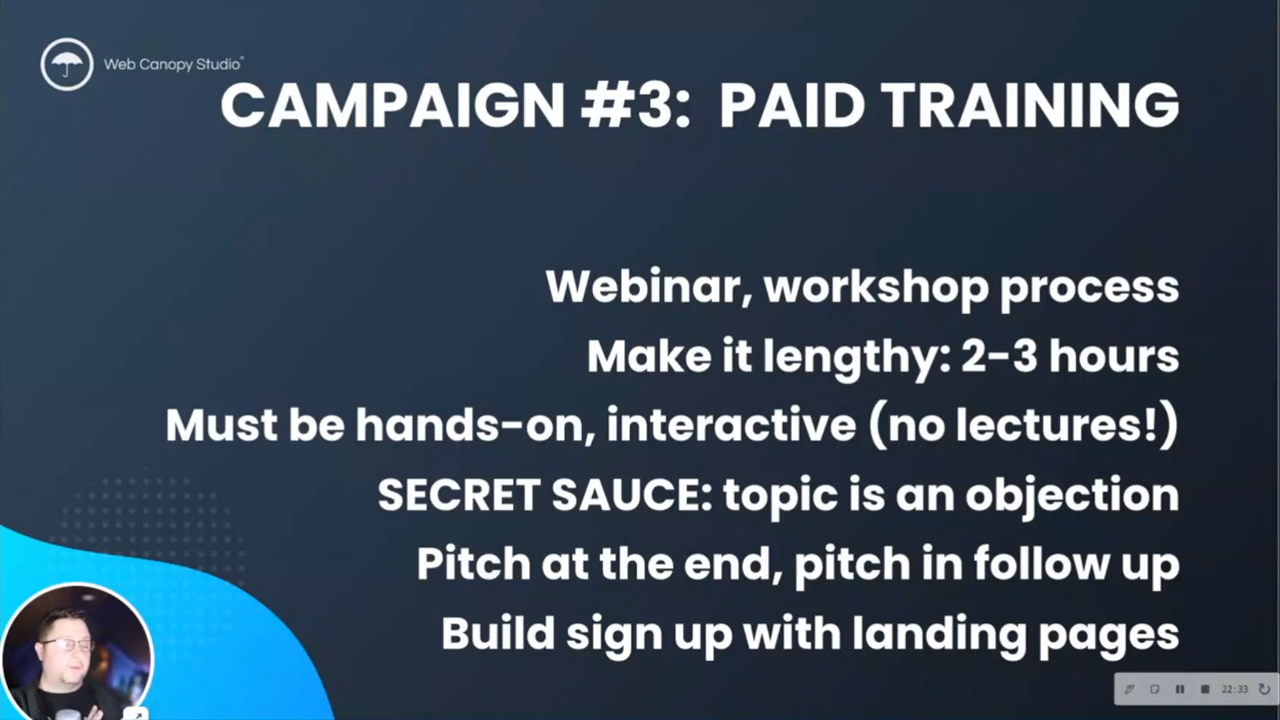 Web Canopy Studio®
CAMPAIGN #3: PAID TRAINING
Webinar, workshop process
Make it lengthy: 2-3 hours
Must be hands-on, interactive (no lectures!)
SECRET SAUCE: topic is an objection
Pitch at the end, pitch in follow up
Build sign up with landing pages
22:33